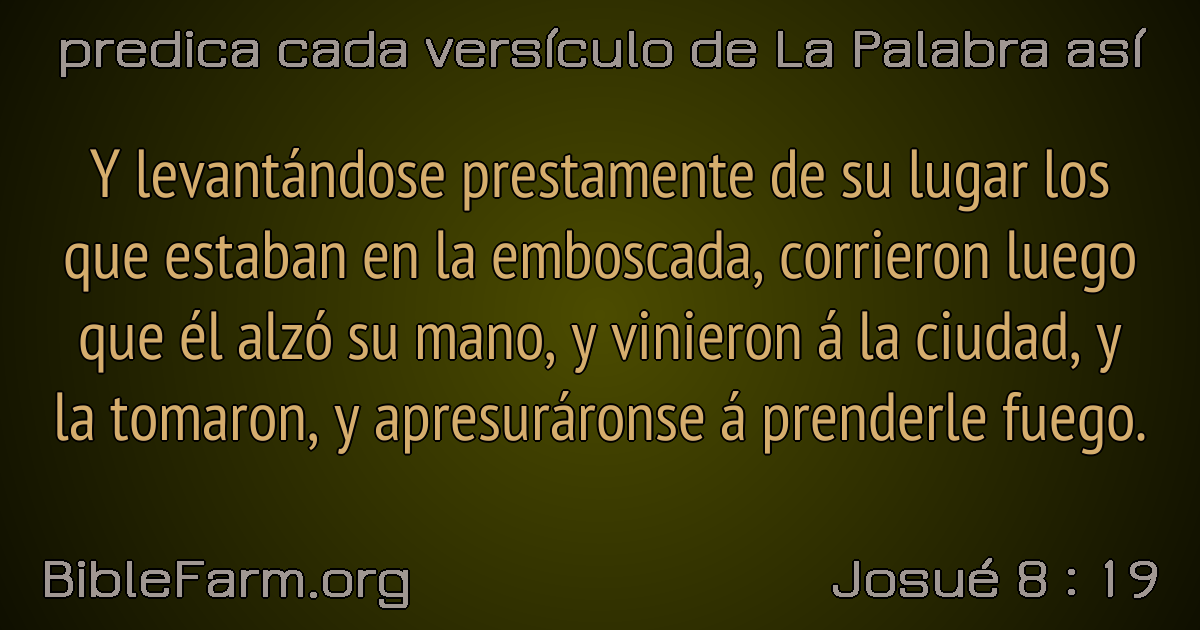 predica cada versículo de La Palabra así
Y levantándose prestamente de su lugar los
que estaban en la emboscada, corrieron luego
que él alzó su mano, y vinieron á la ciudad, y
la tomaron, y apresuráronse á prenderle fuego.
BibleFarm.org
Josué 8 : 19